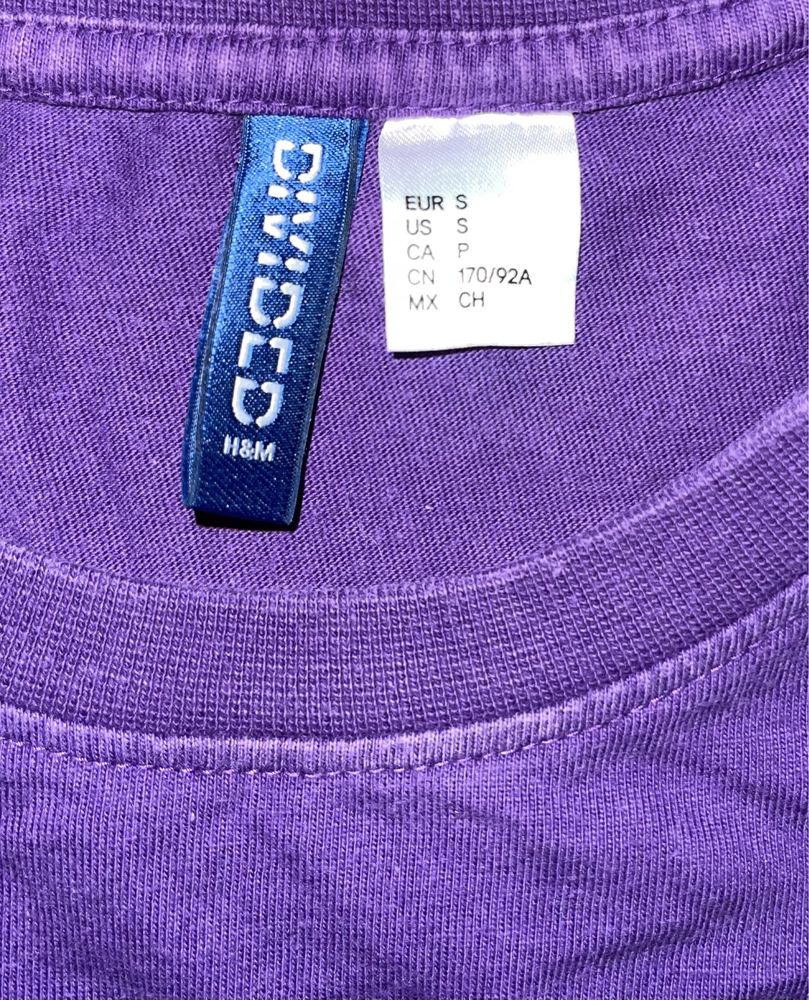 DIVIDED
H&M
EUR S
US S
CA P
CN 170/92A
MX CH